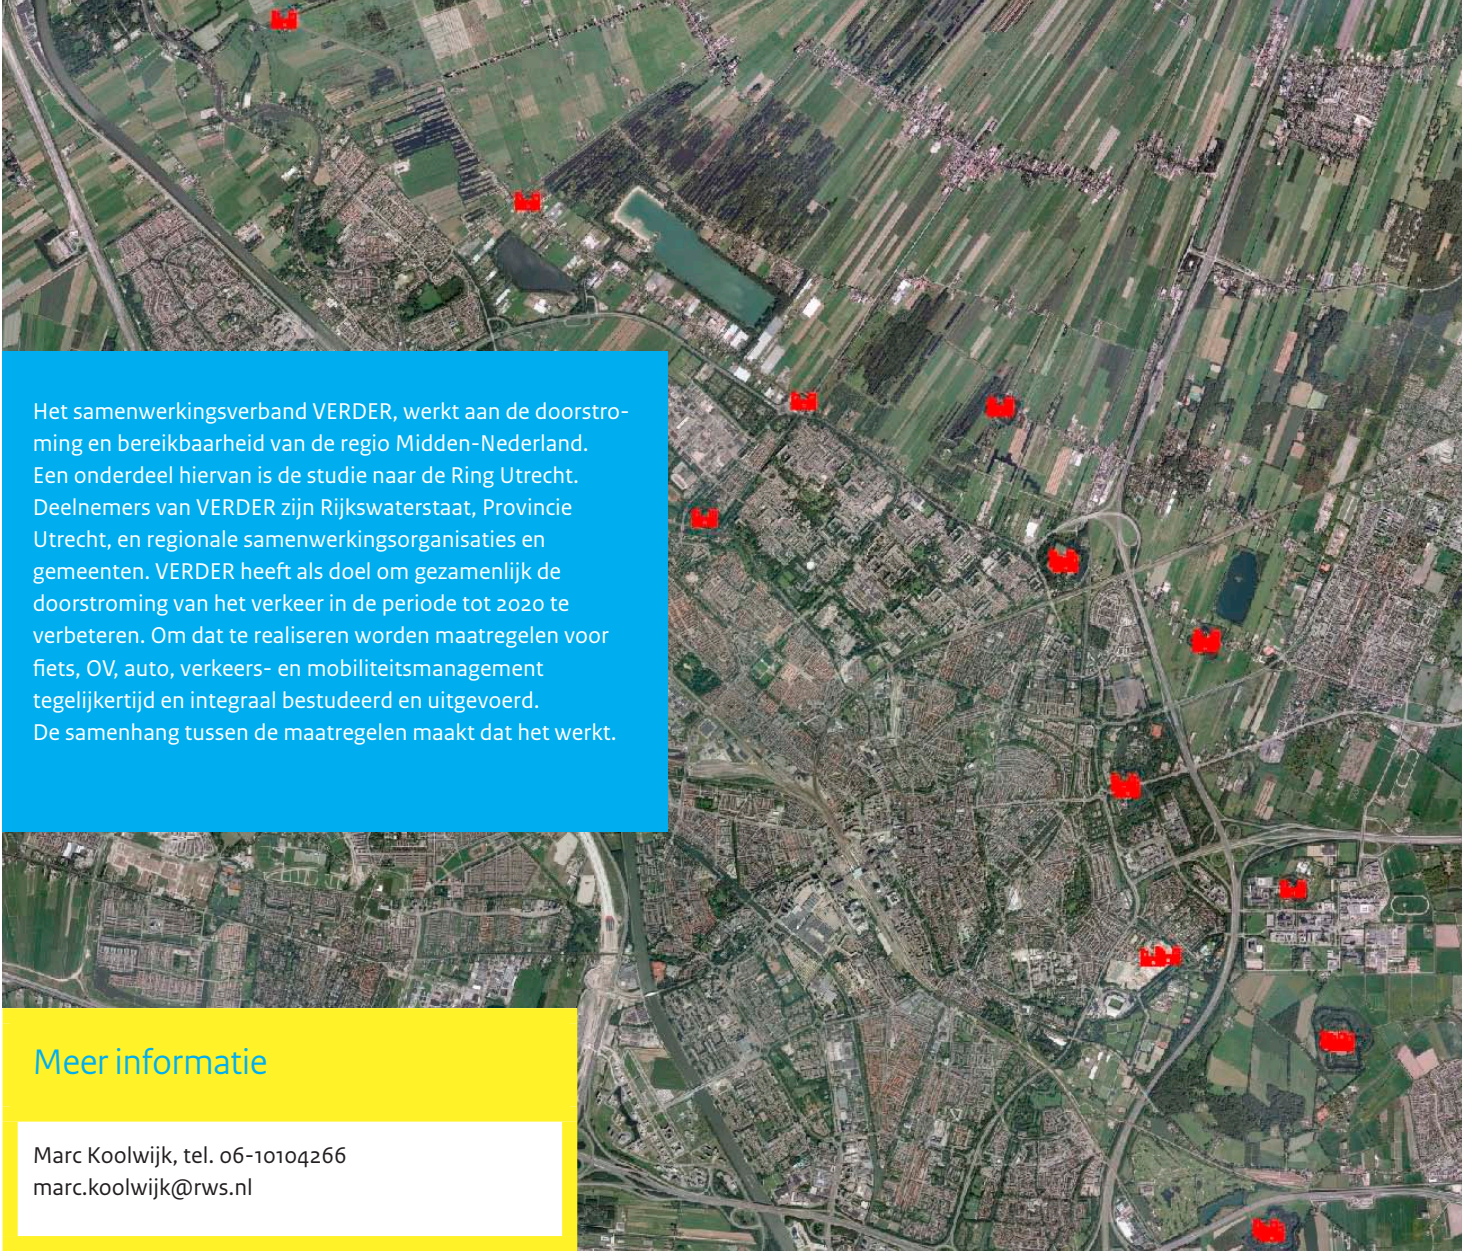 Het samenwerkingsverband VERDER, werkt aan de doorstro-
ming en bereikbaarheid van de regio Midden-Nederland.
Een onderdeel hiervan is de studie naar de Ring Utrecht.
Deelnemers van VERDER zijn Rijkswaterstaat, Provincie
Utrecht, en regionale samenwerkingsorganisaties en
gemeenten. VERDER heeft als doel om gezamenlijk de
doorstroming van het verkeer in de periode tot 2020 te
verbeteren. Om dat te realiseren worden maatregelen voor
fiets, OV, auto, verkeers- en mobiliteitsmanagement
tegelijkertijd en integraal bestudeerd en uitgevoerd.
De samenhang tussen de maatregelen maakt dat het werkt.
Meer informatie
Marc Koolwijk, tel. 06-10104266
marc.koolwijk@rws.nl